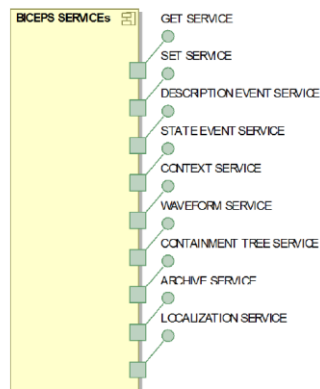 BICEPS SERVICEs
GET SERVICE
SET SERVICE
DESCRIPTION EVENT SERVICE
STATE EVENT SERVICE
CONTEXT SERVICE
WAVEFORM SERVICE
CONTAINMENT TREE SERVICE
ARCHIVE SERVICE
LOCALIZATION SERVICE